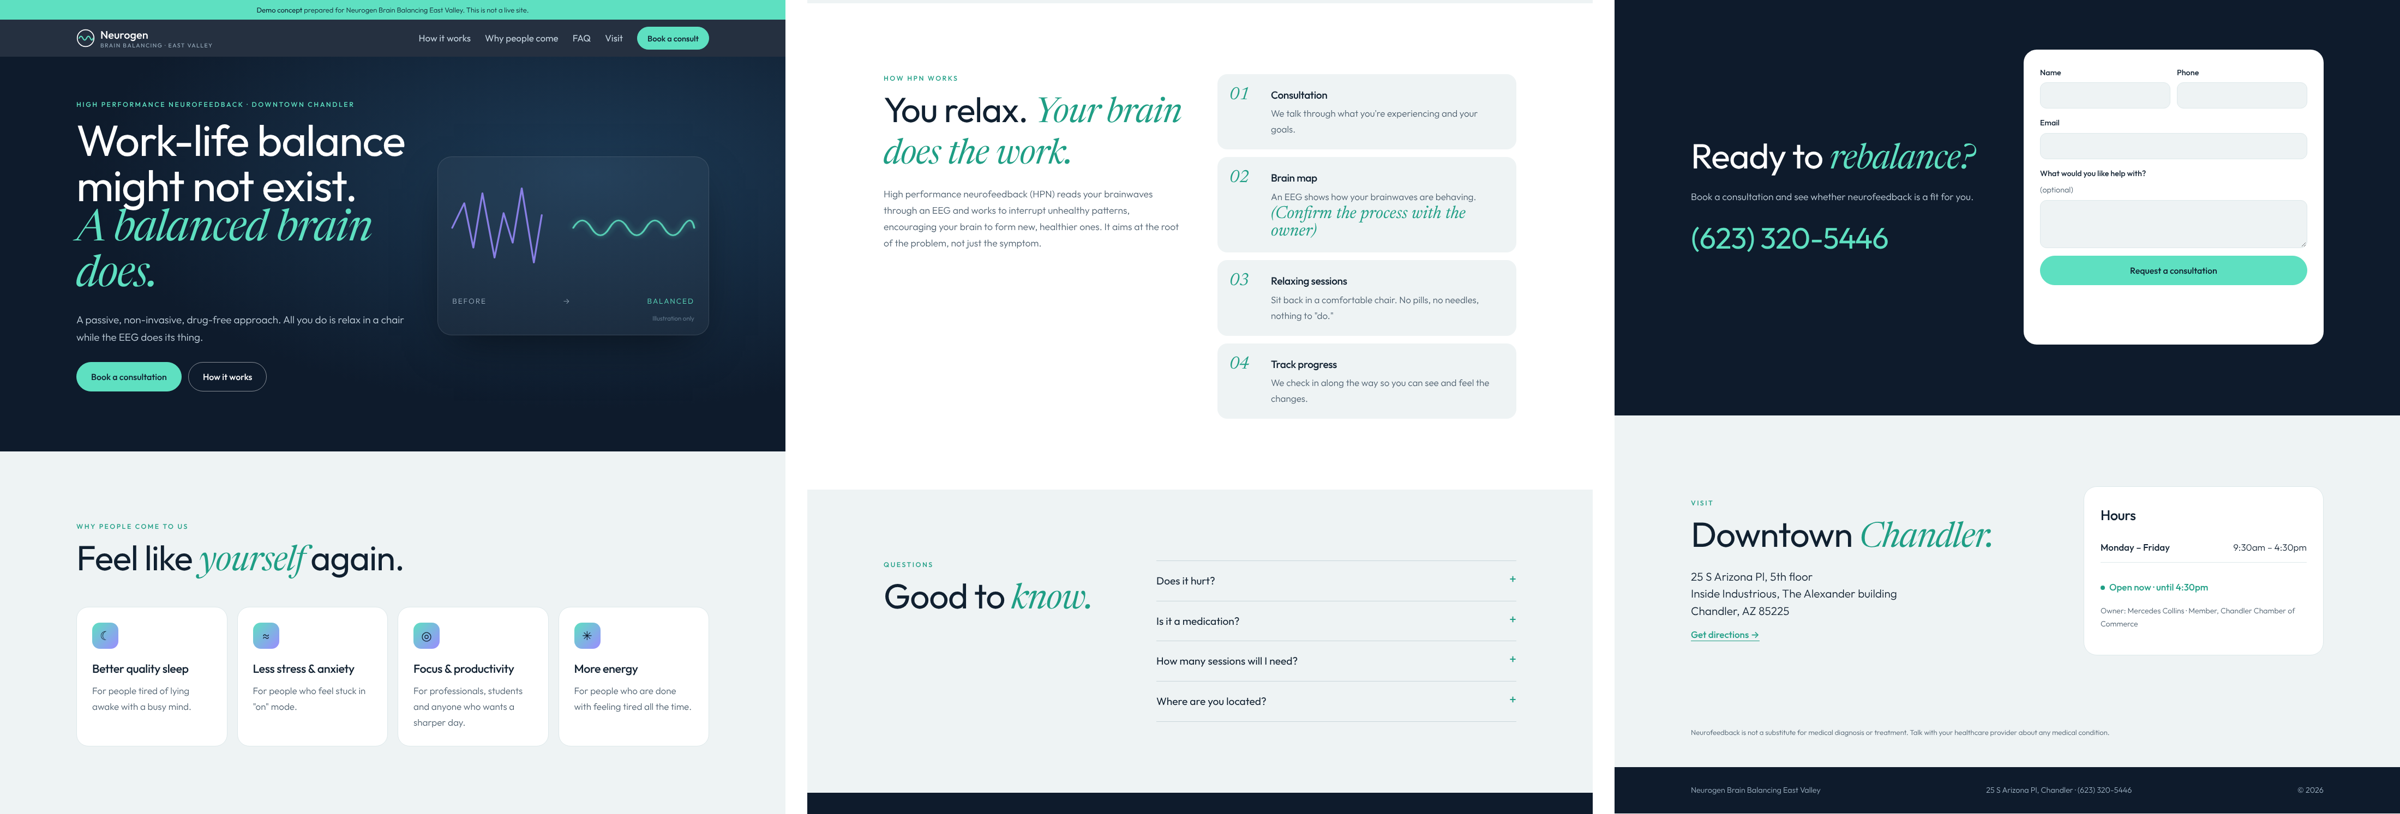 Demo concept prepared for Neurogen Brain Balancing East Valley. This is not a live site.
Neurogen
BRAIN BALANCING · EAST VALLEY
How it works
Why people come
FAQ
Visit
Book a consult
HIGH PERFORMANCE NEUROFEEDBACK · DOWNTOWN CHANDLER
Work-life balance
might not exist.
A balanced brain
does.
A passive, non-invasive, drug-free approach. All you do is relax in a chair
while the EEG does its thing.
Book a consultation
How it works
BEFORE
→
BALANCED
Illustration only
WHY PEOPLE COME TO US
Feel like yourself again.
Better quality sleep
For people tired of lying
awake with a busy mind.
Less stress & anxiety
For people who feel stuck in
"on" mode.
Focus & productivity
For professionals, students
and anyone who wants a
sharper day.
More energy
For people who are done
with feeling tired all the time.
HOW HPN WORKS
You relax. Your brain
does the work.
High performance neurofeedback (HPN) reads your brainwaves
through an EEG and works to interrupt unhealthy patterns,
encouraging your brain to form new, healthier ones. It aims at the root
of the problem, not just the symptom.
01
Consultation
We talk through what you're experiencing and your
goals.
02
Brain map
An EEG shows how your brainwaves are behaving.
(Confirm the process with the
owner)
03
Relaxing sessions
Sit back in a comfortable chair. No pills, no needles,
nothing to "do."
04
Track progress
We check in along the way so you can see and feel the
changes.
QUESTIONS
Good to know.
Does it hurt?
+
Is it a medication?
+
How many sessions will I need?
+
Where are you located?
+
Ready to rebalance?
Book a consultation and see whether neurofeedback is a fit for you.
(623) 320-5446
Name
Phone
Email
What would you like help with?
(optional)
Request a consultation
VISIT
Downtown Chandler.
25 S Arizona Pl, 5th floor
Inside Industrious, The Alexander building
Chandler, AZ 85225
Get directions →
Hours
Monday – Friday
9:30am – 4:30pm
Open now · until 4:30pm
Owner: Mercedes Collins · Member, Chandler Chamber of
Commerce
Neurofeedback is not a substitute for medical diagnosis or treatment. Talk with your healthcare provider about any medical condition.
Neurogen Brain Balancing East Valley
25 S Arizona Pl, Chandler · (623) 320-5446
© 2026